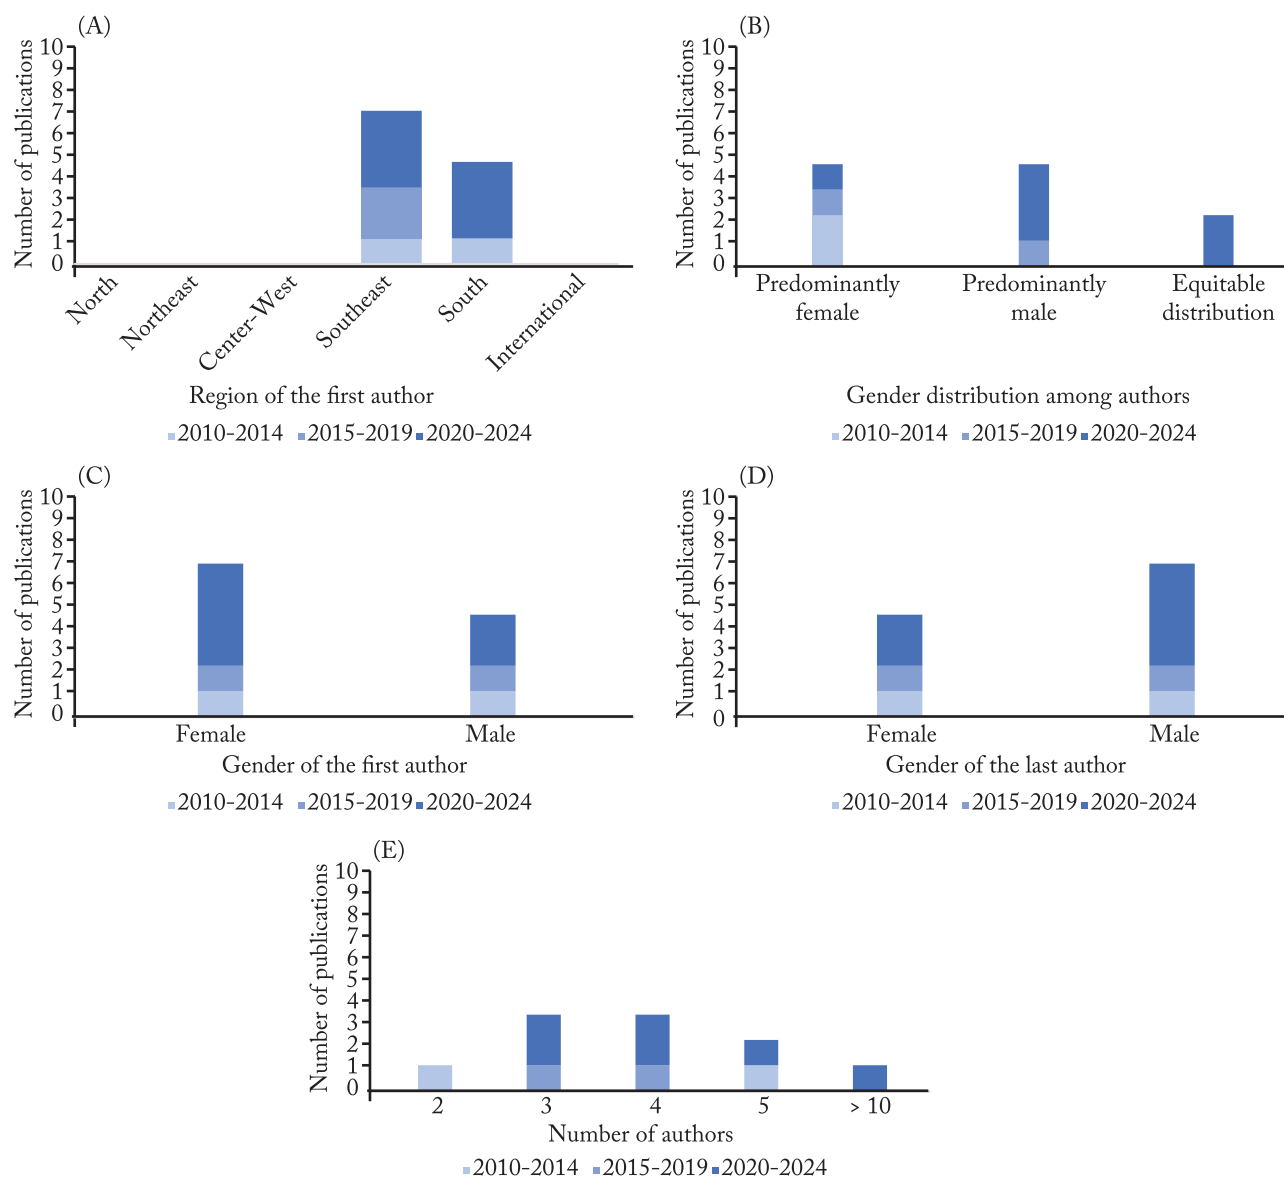 (A)
Number of publications
10
9
8
7
6
5
4
3
2
1
0
North
Northeast
Center-West
Southeast
South
International
Region of the first author
2010-2014 2015-2019 2020-2024
(B)
Number of publications
10
9
8
7
6
5
4
3
2
1
0
Predominantly
female
Predominantly
male
Equitable
distribution
Gender distribution among authors
2010-2014 2015-2019 2020-2024
(C)
Number of publications
10
9
8
7
6
5
4
3
2
1
0
Female Male
Gender of the first author
2010-2014 2015-2019 2020-2024
(D)
Number of publications
10
9
8
7
6
5
4
3
2
1
0
Female Male
Gender of the last author
2010-2014 2015-2019 2020-2024
(E)
Number of publications
10
9
8
7
6
5
4
3
2
1
0
2 3 4 5 > 10
Number of authors
2010-2014 2015-2019 2020-2024